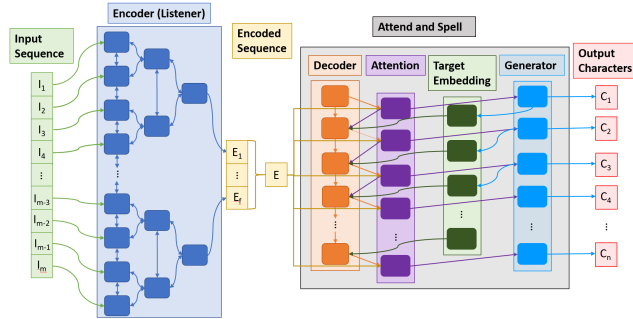 Encoder (Listener)
Input
Sequence
Encoded
Sequence
Attend and Spell
Decoder
Attention
Target
Embedding
Generator
Output
Characters
I1
I2
I3
I4
⋮
Im-3
Im-2
Im-1
Im
⋮
⋮
E1
⋮
Ef
E
⋮
⋮
⋮
⋮
C1
C2
C3
C4
⋮
Cn